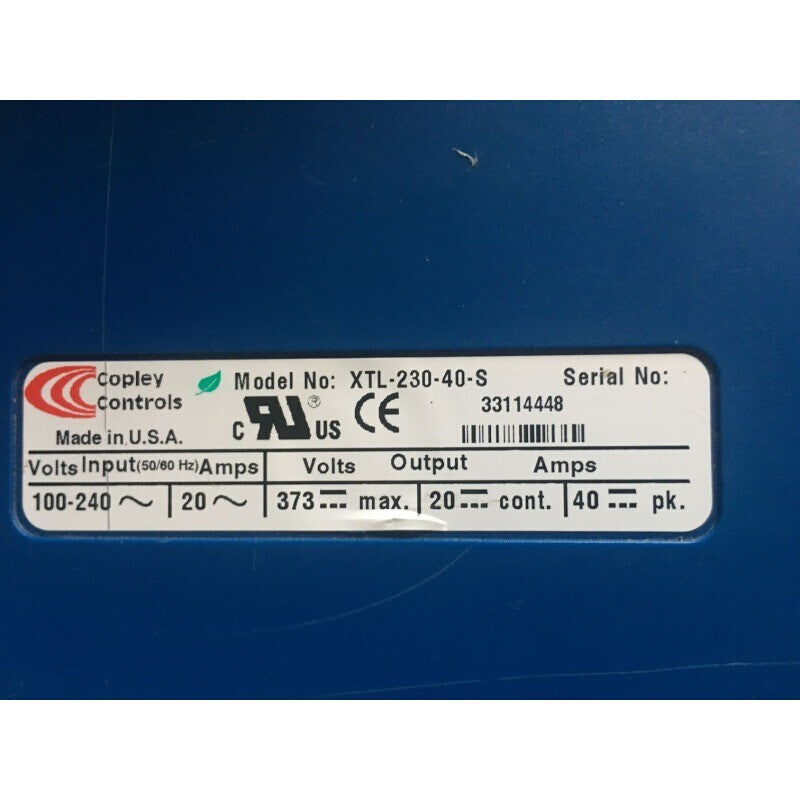 Copley Controls
Model No: XTL-230-40-S Serial No:
33114448
Made in U.S.A.
C RU ® US CE
Volts Input (50/60 Hz) Amps Volts Output Amps
100-240 ~ 20 ~ 373 ⎓ max. 20 ⎓ cont. 40 ⎓ pk.